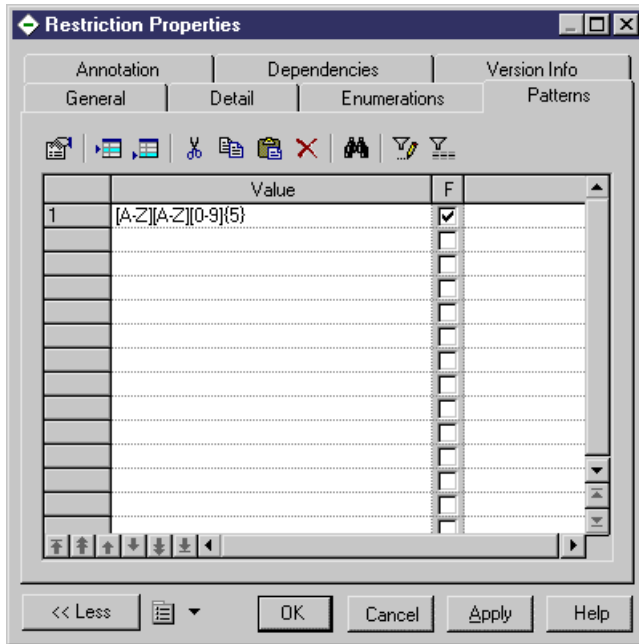 Restriction Properties
Annotation Dependencies Version Info
General Detail Enumerations Patterns
Value F
1 [A-Z][A-Z][0-9]{5}
<< Less OK Cancel Apply Help